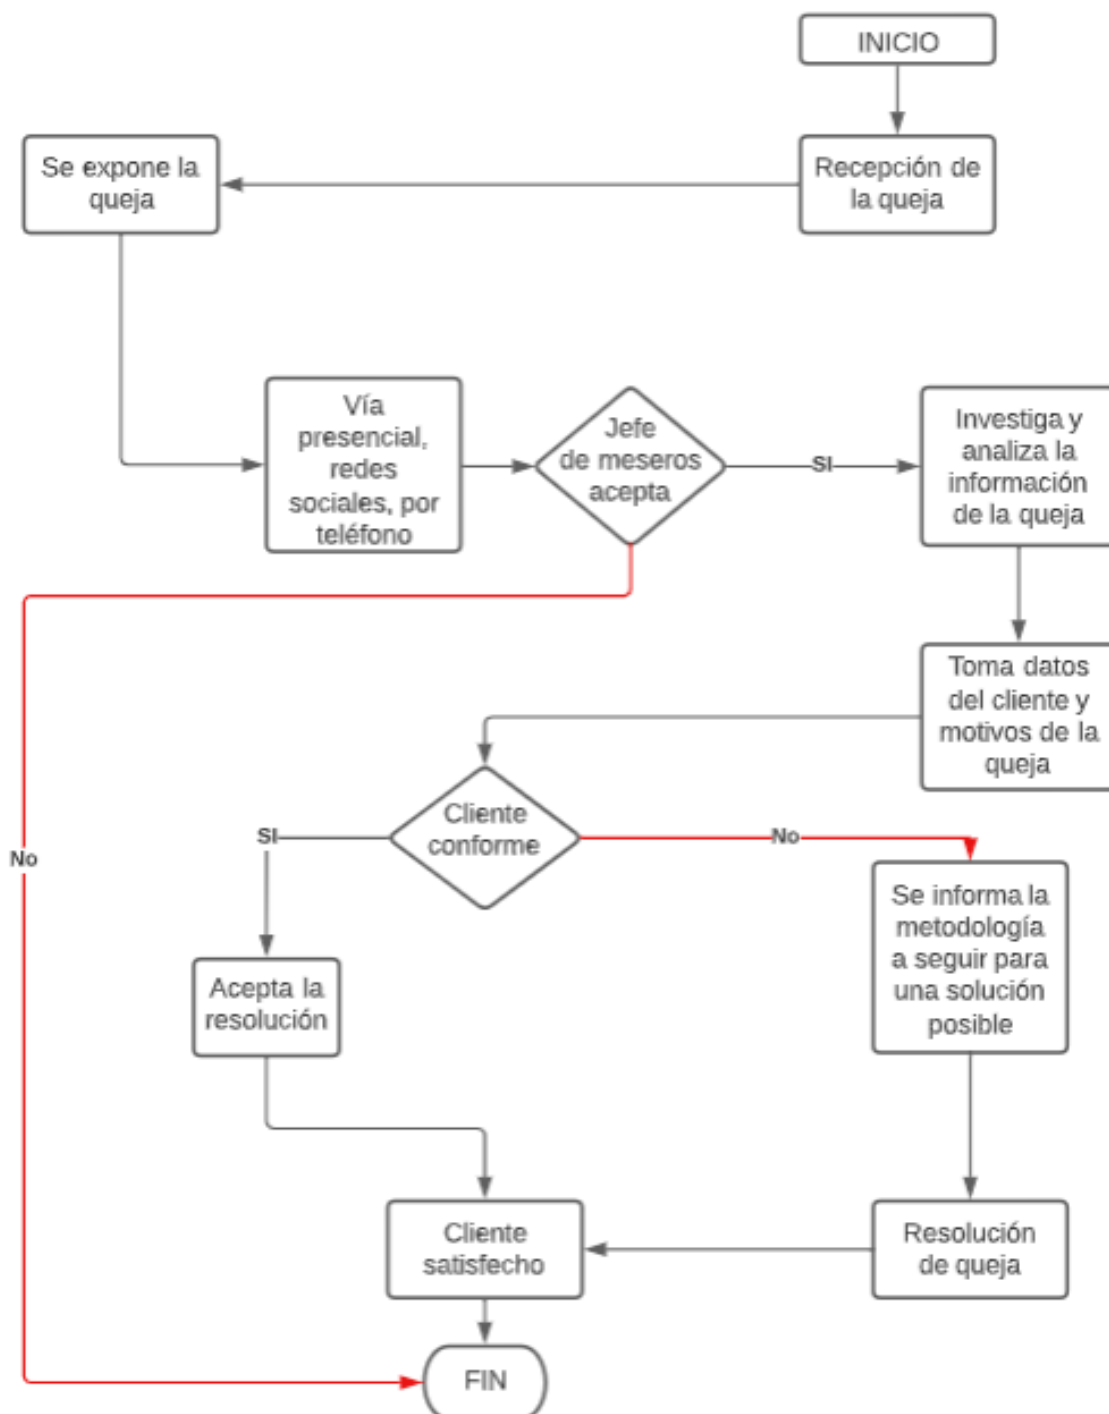 INICIO
Recepción de
la queja
Se expone la
queja
Vía
presencial,
redes
sociales, por
teléfono
Jefe
de meseros
acepta
SI
Investiga y
analiza la
información
de la queja
Toma datos
del cliente y
motivos de la
queja
Cliente
conforme
SI
No
No
Se informa la
metodología
a seguir para
una solución
posible
Acepta la
resolución
Cliente
satisfecho
Resolución
de queja
FIN